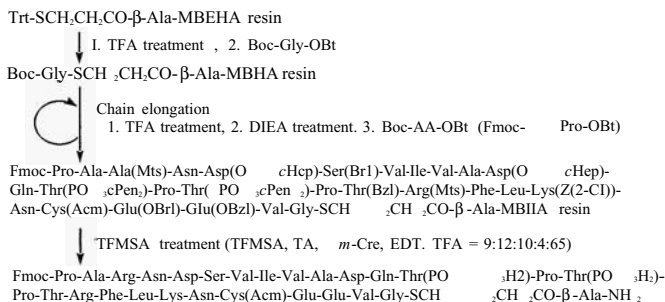 Trt-SCH₂CH₂CO-β-Ala-MBEHA resin
I. TFA treatment , 2. Boc-Gly-OBt
Boc-Gly-SCH ₂CH₂CO-β-Ala-MBHA resin
Chain elongation
1. TFA treatment, 2. DIEA treatment. 3. Boc-AA-OBt (Fmoc- Pro-OBt)
Fmoc-Pro-Ala-Ala(Mts)-Asn-Asp(O cHcp)-Ser(Br1)-Val-Ile-Val-Ala-Asp(O cHep)-
Gln-Thr(PO ₃cPen₂)-Pro-Thr( PO ₃cPen ₂)-Pro-Thr(Bzl)-Arg(Mts)-Phe-Leu-Lys(Z(2-CI))-
Asn-Cys(Acm)-Glu(OBrl)-GIu(OBzl)-Val-Gly-SCH ₂CH ₂CO-β-Ala-MBIIA resin
TFMSA treatment (TFMSA, TA, m-Cre, EDT. TFA = 9:12:10:4:65)
Fmoc-Pro-Ala-Arg-Asn-Asp-Ser-Val-Ile-Val-Ala-Asp-Gln-Thr(PO ₃H2)-Pro-Thr(PO ₃H₂)-
Pro-Thr-Arg-Phe-Leu-Lys-Asn-Cys(Acm)-Glu-Glu-Val-Gly-SCH ₂CH ₂CO-β-Ala-NH ₂